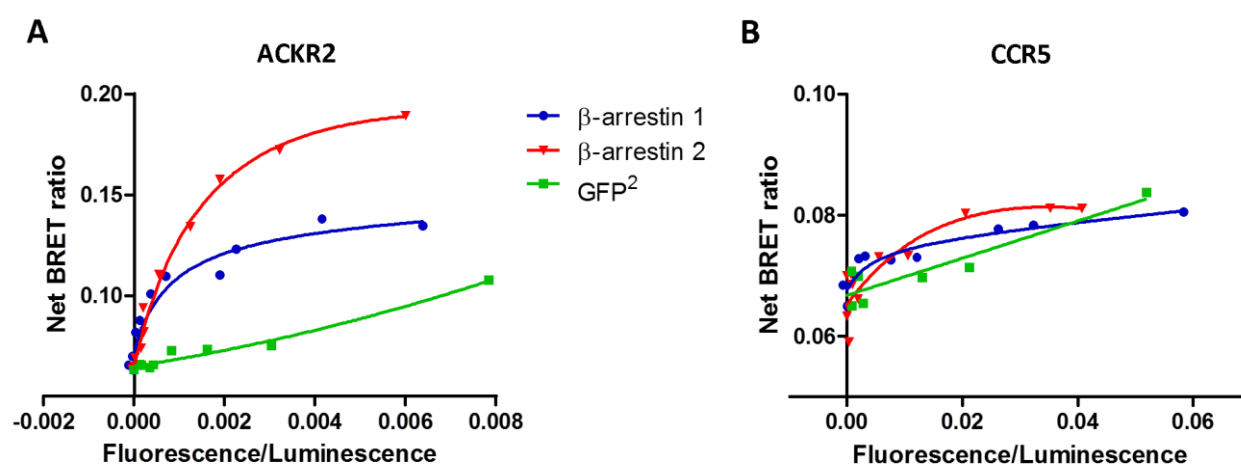 A
ACKR2
Net BRET ratio
0.20
0.15
0.10
-0.002
0.000
0.002
0.004
0.006
0.008
Fluorescence/Luminescence
β-arrestin 1
β-arrestin 2
GFP²
B
CCR5
Net BRET ratio
0.10
0.08
0.06
0.00
0.02
0.04
0.06
Fluorescence/Luminescence